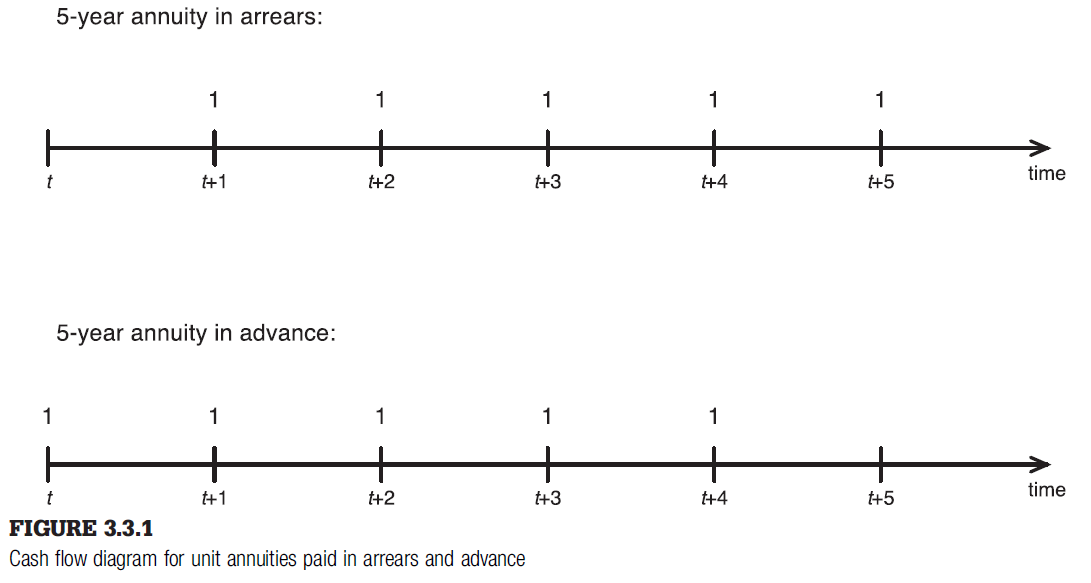 5-year annuity in arrears:
1 1 1 1 1
t t+1 t+2 t+3 t+4 t+5 time
5-year annuity in advance:
1 1 1 1 1
t t+1 t+2 t+3 t+4 t+5 time
FIGURE 3.3.1
Cash flow diagram for unit annuities paid in arrears and advance